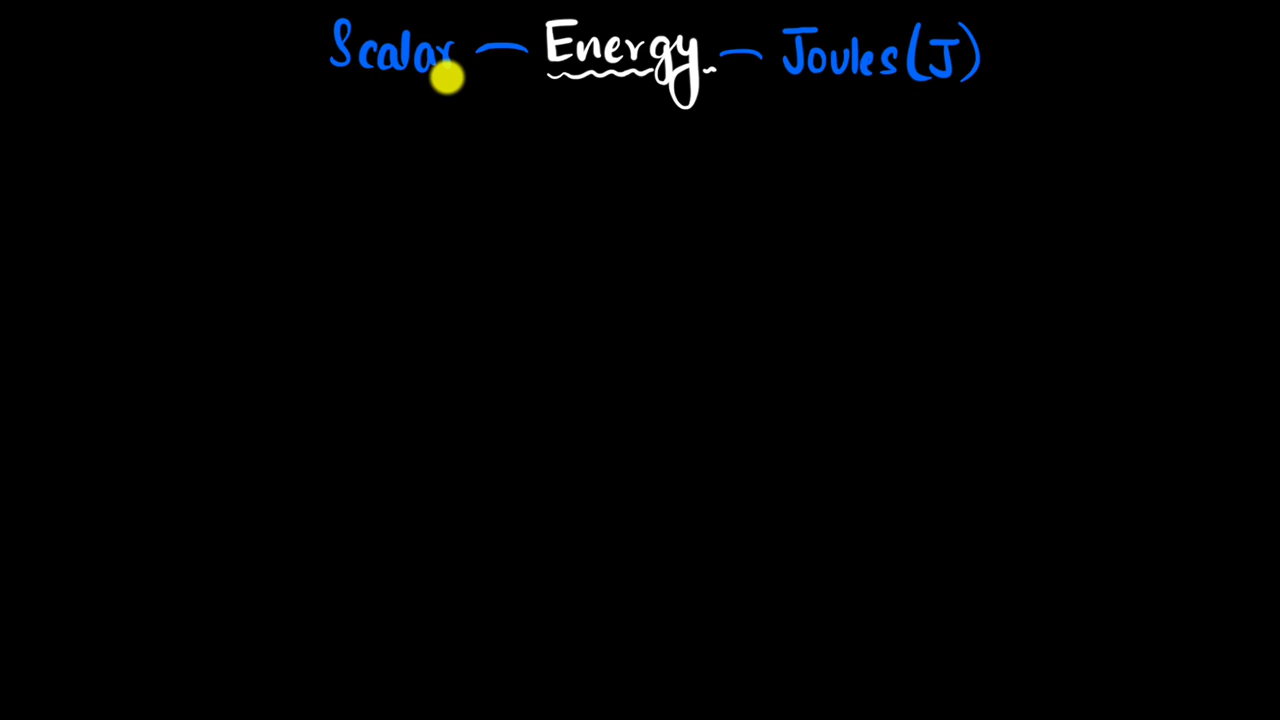 Scalar — Energy — Joules (J)